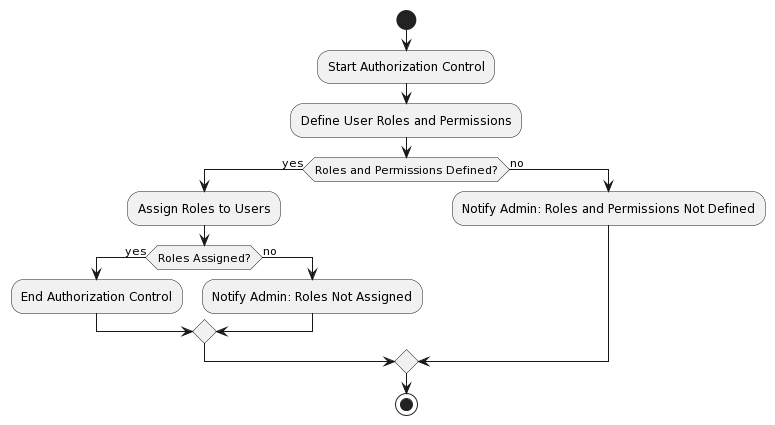 Start Authorization Control
Define User Roles and Permissions
yes
Roles and Permissions Defined?
no
Assign Roles to Users
Notify Admin: Roles and Permissions Not Defined
yes
Roles Assigned?
no
End Authorization Control
Notify Admin: Roles Not Assigned